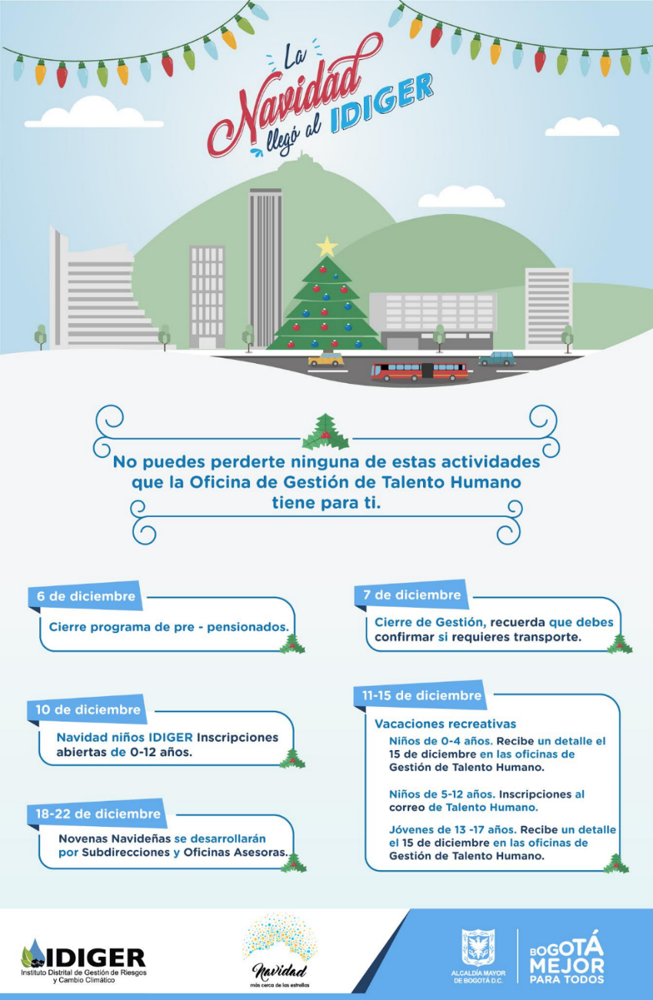 La
Navidad
llegó al IDIGER
No puedes perderte ninguna de estas actividades
que la Oficina de Gestión de Talento Humano
tiene para ti.
6 de diciembre
Cierre programa de pre - pensionados.
7 de diciembre
Cierre de Gestión, recuerda que debes
confirmar si requieres transporte.
10 de diciembre
Navidad niños IDIGER Inscripciones
abiertas de 0-12 años.
11-15 de diciembre
Vacaciones recreativas
Niños de 0-4 años. Recibe un detalle el
15 de diciembre en las oficinas de
Gestión de Talento Humano.
Niños de 5-12 años. Inscripciones al
correo de Talento Humano.
Jóvenes de 13 -17 años. Recibe un detalle
el 15 de diciembre en las oficinas de
Gestión de Talento Humano.
18-22 de diciembre
Novenas Navideñas se desarrollarán
por Subdirecciones y Oficinas Asesoras.
IDIGER
Instituto Distrital de Gestión de Riesgos
y Cambio Climático
Navidad
más cerca de las estrellas
ALCALDÍA MAYOR
DE BOGOTÁ D.C.
BOGOTÁ
MEJOR
PARA TODOS